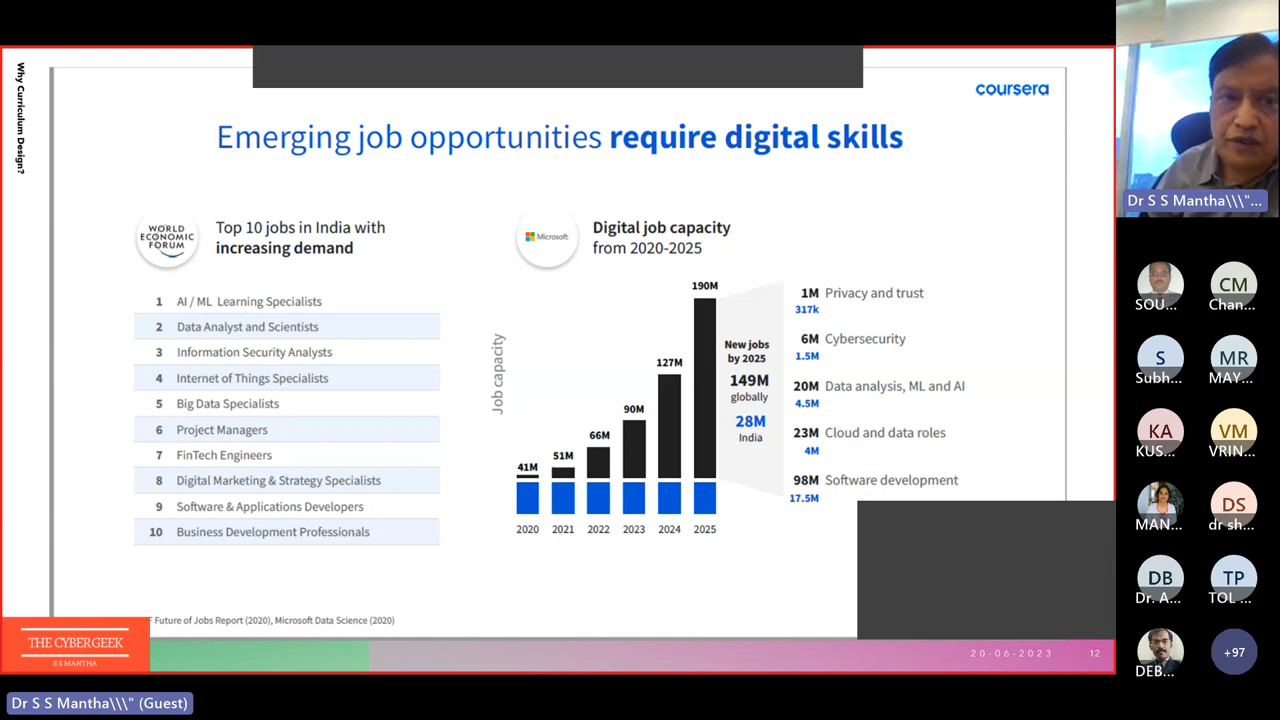 Why Curriculum Design?
coursera
Emerging job opportunities require digital skills
WORLD
ECONOMIC
FORUM
Top 10 jobs in India with
increasing demand
1 AI / ML Learning Specialists
2 Data Analyst and Scientists
3 Information Security Analysts
4 Internet of Things Specialists
5 Big Data Specialists
6 Project Managers
7 FinTech Engineers
8 Digital Marketing & Strategy Specialists
9 Software & Applications Developers
10 Business Development Professionals
Microsoft
Digital job capacity
from 2020-2025
Job capacity
41M
51M
66M
90M
127M
190M
2020 2021 2022 2023 2024 2025
New jobs
by 2025
149M
globally
28M
India
1M Privacy and trust
317k
6M Cybersecurity
1.5M
20M Data analysis, ML and AI
4.5M
23M Cloud and data roles
4M
98M Software development
17.5M
F Future of Jobs Report (2020), Microsoft Data Science (2020)
THE CYBERGEEK
S S MANTHA
20-06-2023 12
Dr S S Mantha\\\" (Guest)
Dr S S Mantha\\\"...
SOU...
CM
Chan...
S
Subh...
MR
MAY...
KA
KUS...
VM
VRIN...
MAN...
DS
dr sh...
DB
Dr. A...
TP
TOL ...
DEB...
+97